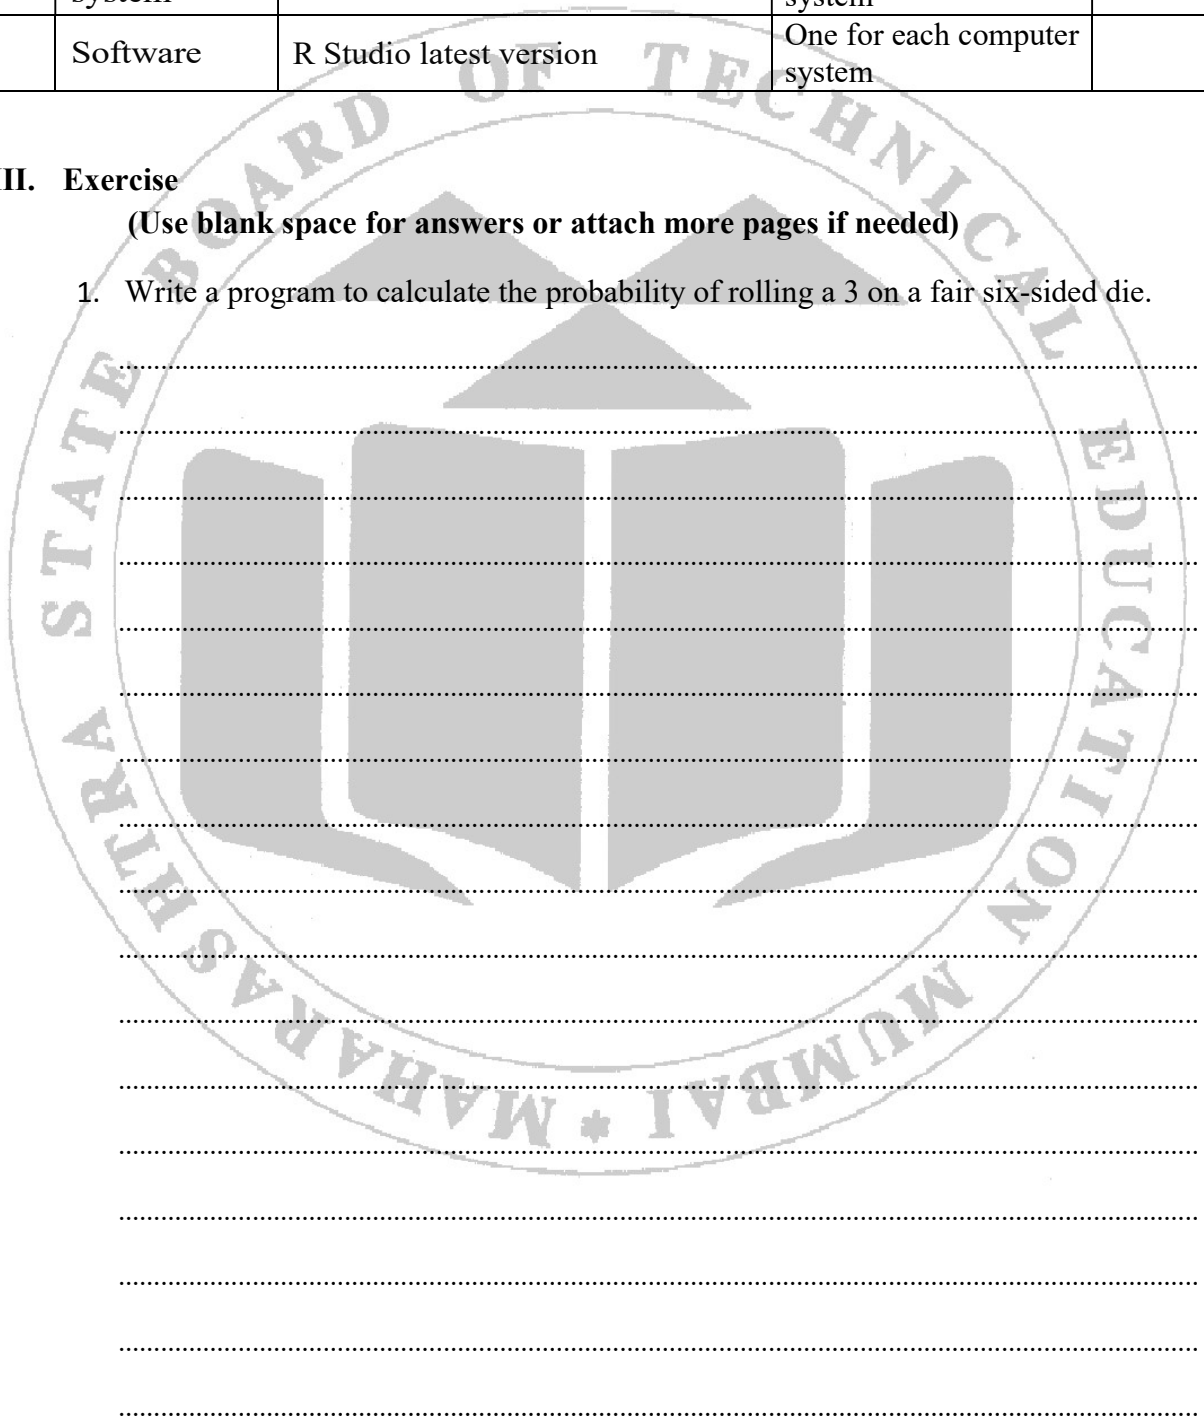 system system
Software R Studio latest version One for each computer
system
II. Exercise
(Use blank space for answers or attach more pages if needed)
1. Write a program to calculate the probability of rolling a 3 on a fair six-sided die.
MAHARASHTRA STATE BOARD OF TECHNICAL EDUCATION MUMBAI *